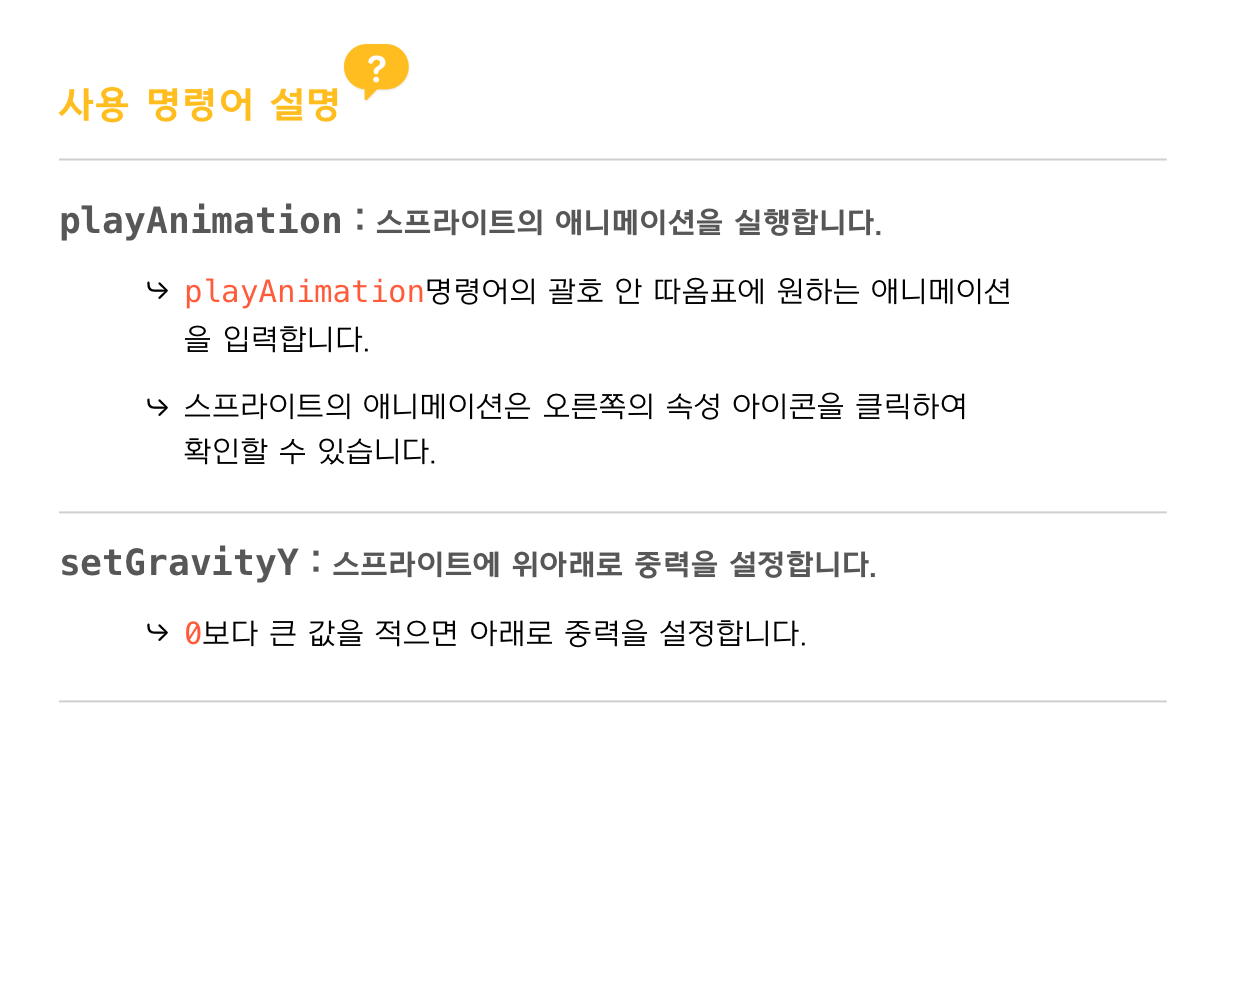 사용 명령어 설명 ?
playAnimation : 스프라이트의 애니메이션을 실행합니다.
↪ playAnimation명령어의 괄호 안 따옴표에 원하는 애니메이션
을 입력합니다.
↪ 스프라이트의 애니메이션은 오른쪽의 속성 아이콘을 클릭하여
확인할 수 있습니다.
setGravityY : 스프라이트에 위아래로 중력을 설정합니다.
↪ 0보다 큰 값을 적으면 아래로 중력을 설정합니다.